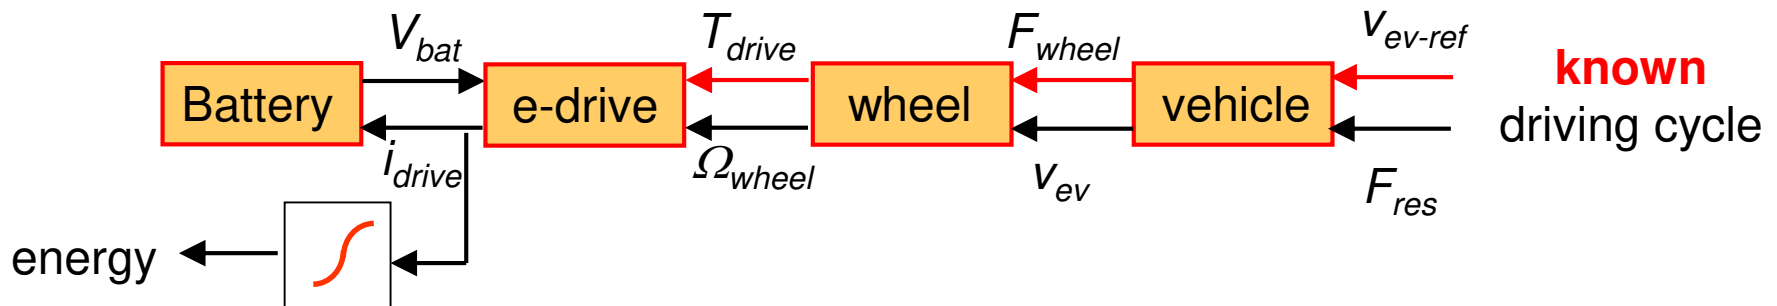 V_bat
T_drive
F_wheel
v_ev-ref
known
driving cycle
Battery
e-drive
wheel
vehicle
i_drive
Ω_wheel
v_ev
F_res
energy